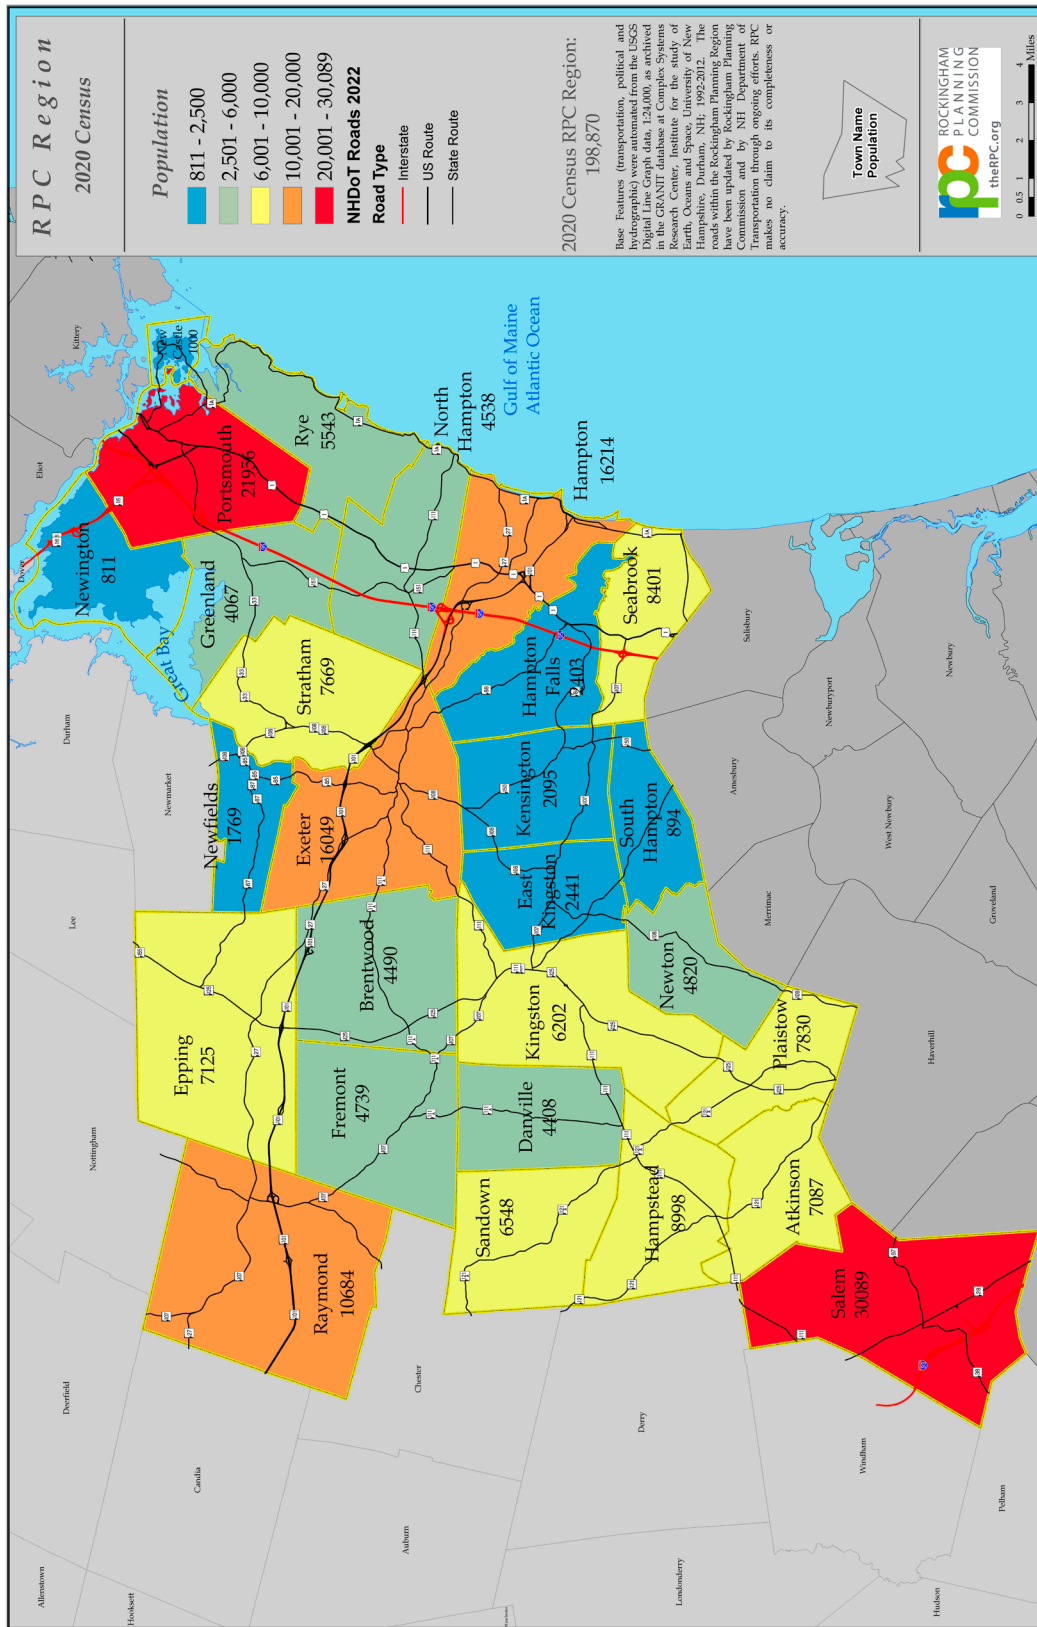 RPC Region
2020 Census
Population
811 - 2,500
2,501 - 6,000
6,001 - 10,000
10,001 - 20,000
20,001 - 30,089
NHDoT Roads 2022
Road Type
Interstate
US Route
State Route
2020 Census RPC Region:
198,870
Base Features (transportation, political and
hydrographic) were automated from the USGS
Digital Line Graph data, 1:24,000, as archived
in the GRANIT database at Complex Systems
Research Center, Institute for the study of
Earth, Oceans and Space, University of New
Hampshire, Durham, NH; 1992-2012. The
roads within the Rockingham Planning Region
have been updated by Rockingham Planning
Commission and by NH Department of
Transportation through ongoing efforts. RPC
makes no claim to its completeness or
accuracy.
Town Name
Population
rpc
ROCKINGHAM
PLANNING
COMMISSION
theRPC.org
0 0.5 1 2 3 4
Miles
Allenstown
Hooksett
Deerfield
Candia
Auburn
Chester
Derry
Londonderry
Windham
Hudson
Pelham
Nottingham
Lee
Durham
Newmarket
Dover
Eliot
Kittery
Great Bay
Gulf of Maine
Atlantic Ocean
Haverhill
Groveland
Merrimac
West Newbury
Amesbury
Newburyport
Newbury
Salisbury
Raymond
10684
Epping
7125
Fremont
4739
Brentwood
4490
Newfields
1769
Exeter
16049
Stratham
7669
Greenland
4067
Newington
811
Portsmouth
21956
New
Castle
1000
Rye
5543
North
Hampton
4538
Hampton
16214
Hampton
Falls
2403
Seabrook
8401
Kensington
2095
South
Hampton
894
East
Kingston
2441
Kingston
6202
Newton
4820
Danville
4408
Sandown
6548
Hampstead
8998
Plaistow
7830
Atkinson
7087
Salem
30089